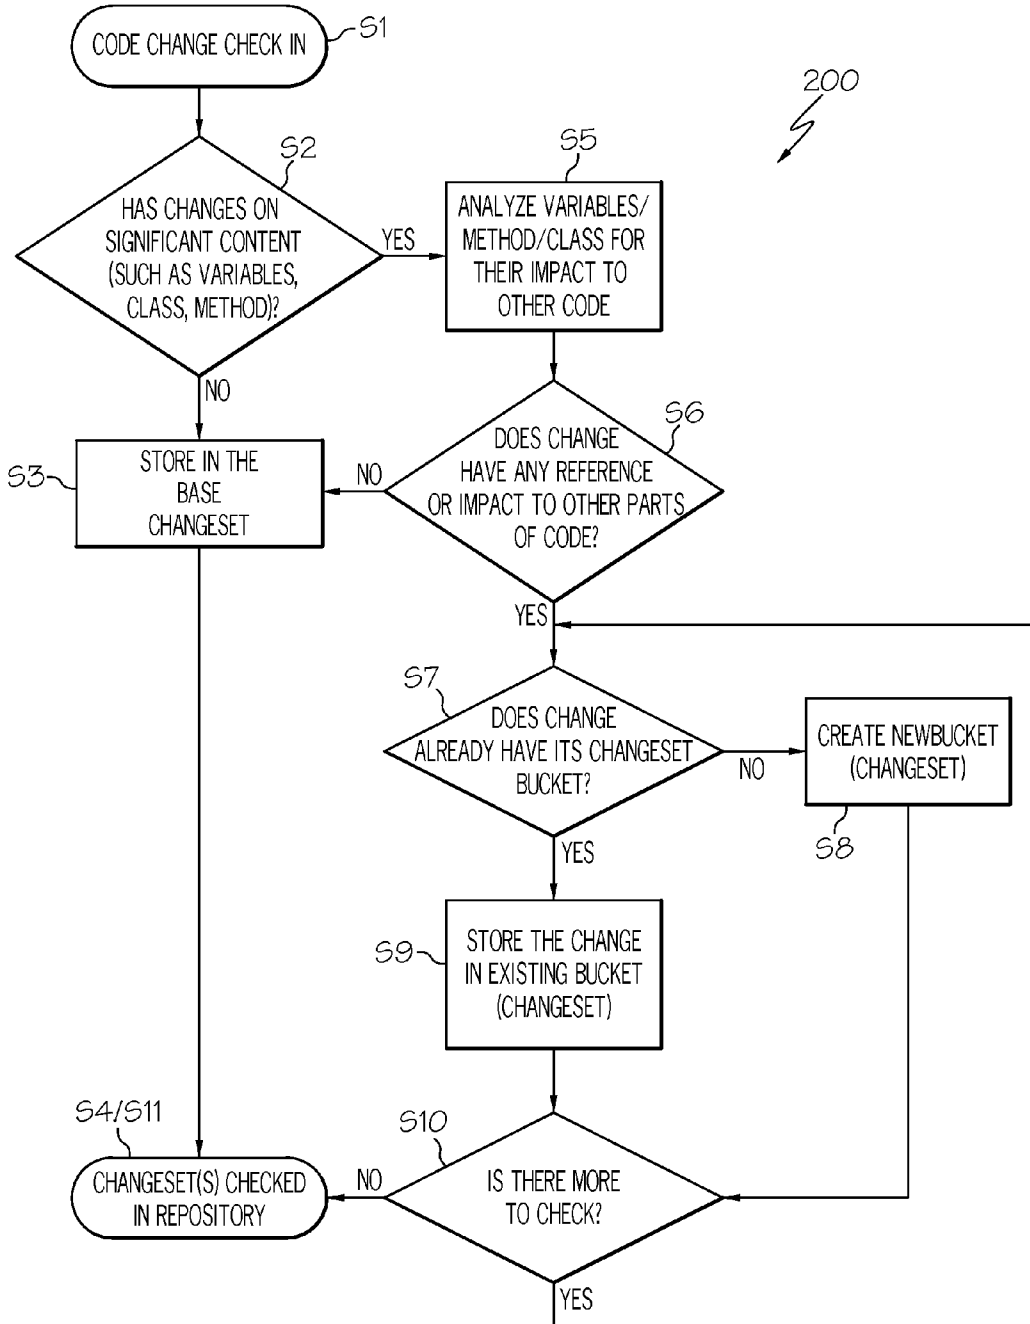 CODE CHANGE CHECK IN
S1
200
S2
HAS CHANGES ON
SIGNIFICANT CONTENT
(SUCH AS VARIABLES,
CLASS, METHOD)?
YES
NO
S5
ANALYZE VARIABLES/
METHOD/CLASS FOR
THEIR IMPACT TO
OTHER CODE
S3
STORE IN THE
BASE
CHANGESET
NO
S6
DOES CHANGE
HAVE ANY REFERENCE
OR IMPACT TO OTHER PARTS
OF CODE?
YES
S7
DOES CHANGE
ALREADY HAVE ITS CHANGESET
BUCKET?
NO
CREATE NEWBUCKET
(CHANGESET)
S8
YES
S9
STORE THE CHANGE
IN EXISTING BUCKET
(CHANGESET)
S4/S11
CHANGESET(S) CHECKED
IN REPOSITORY
NO
S10
IS THERE MORE
TO CHECK?
YES